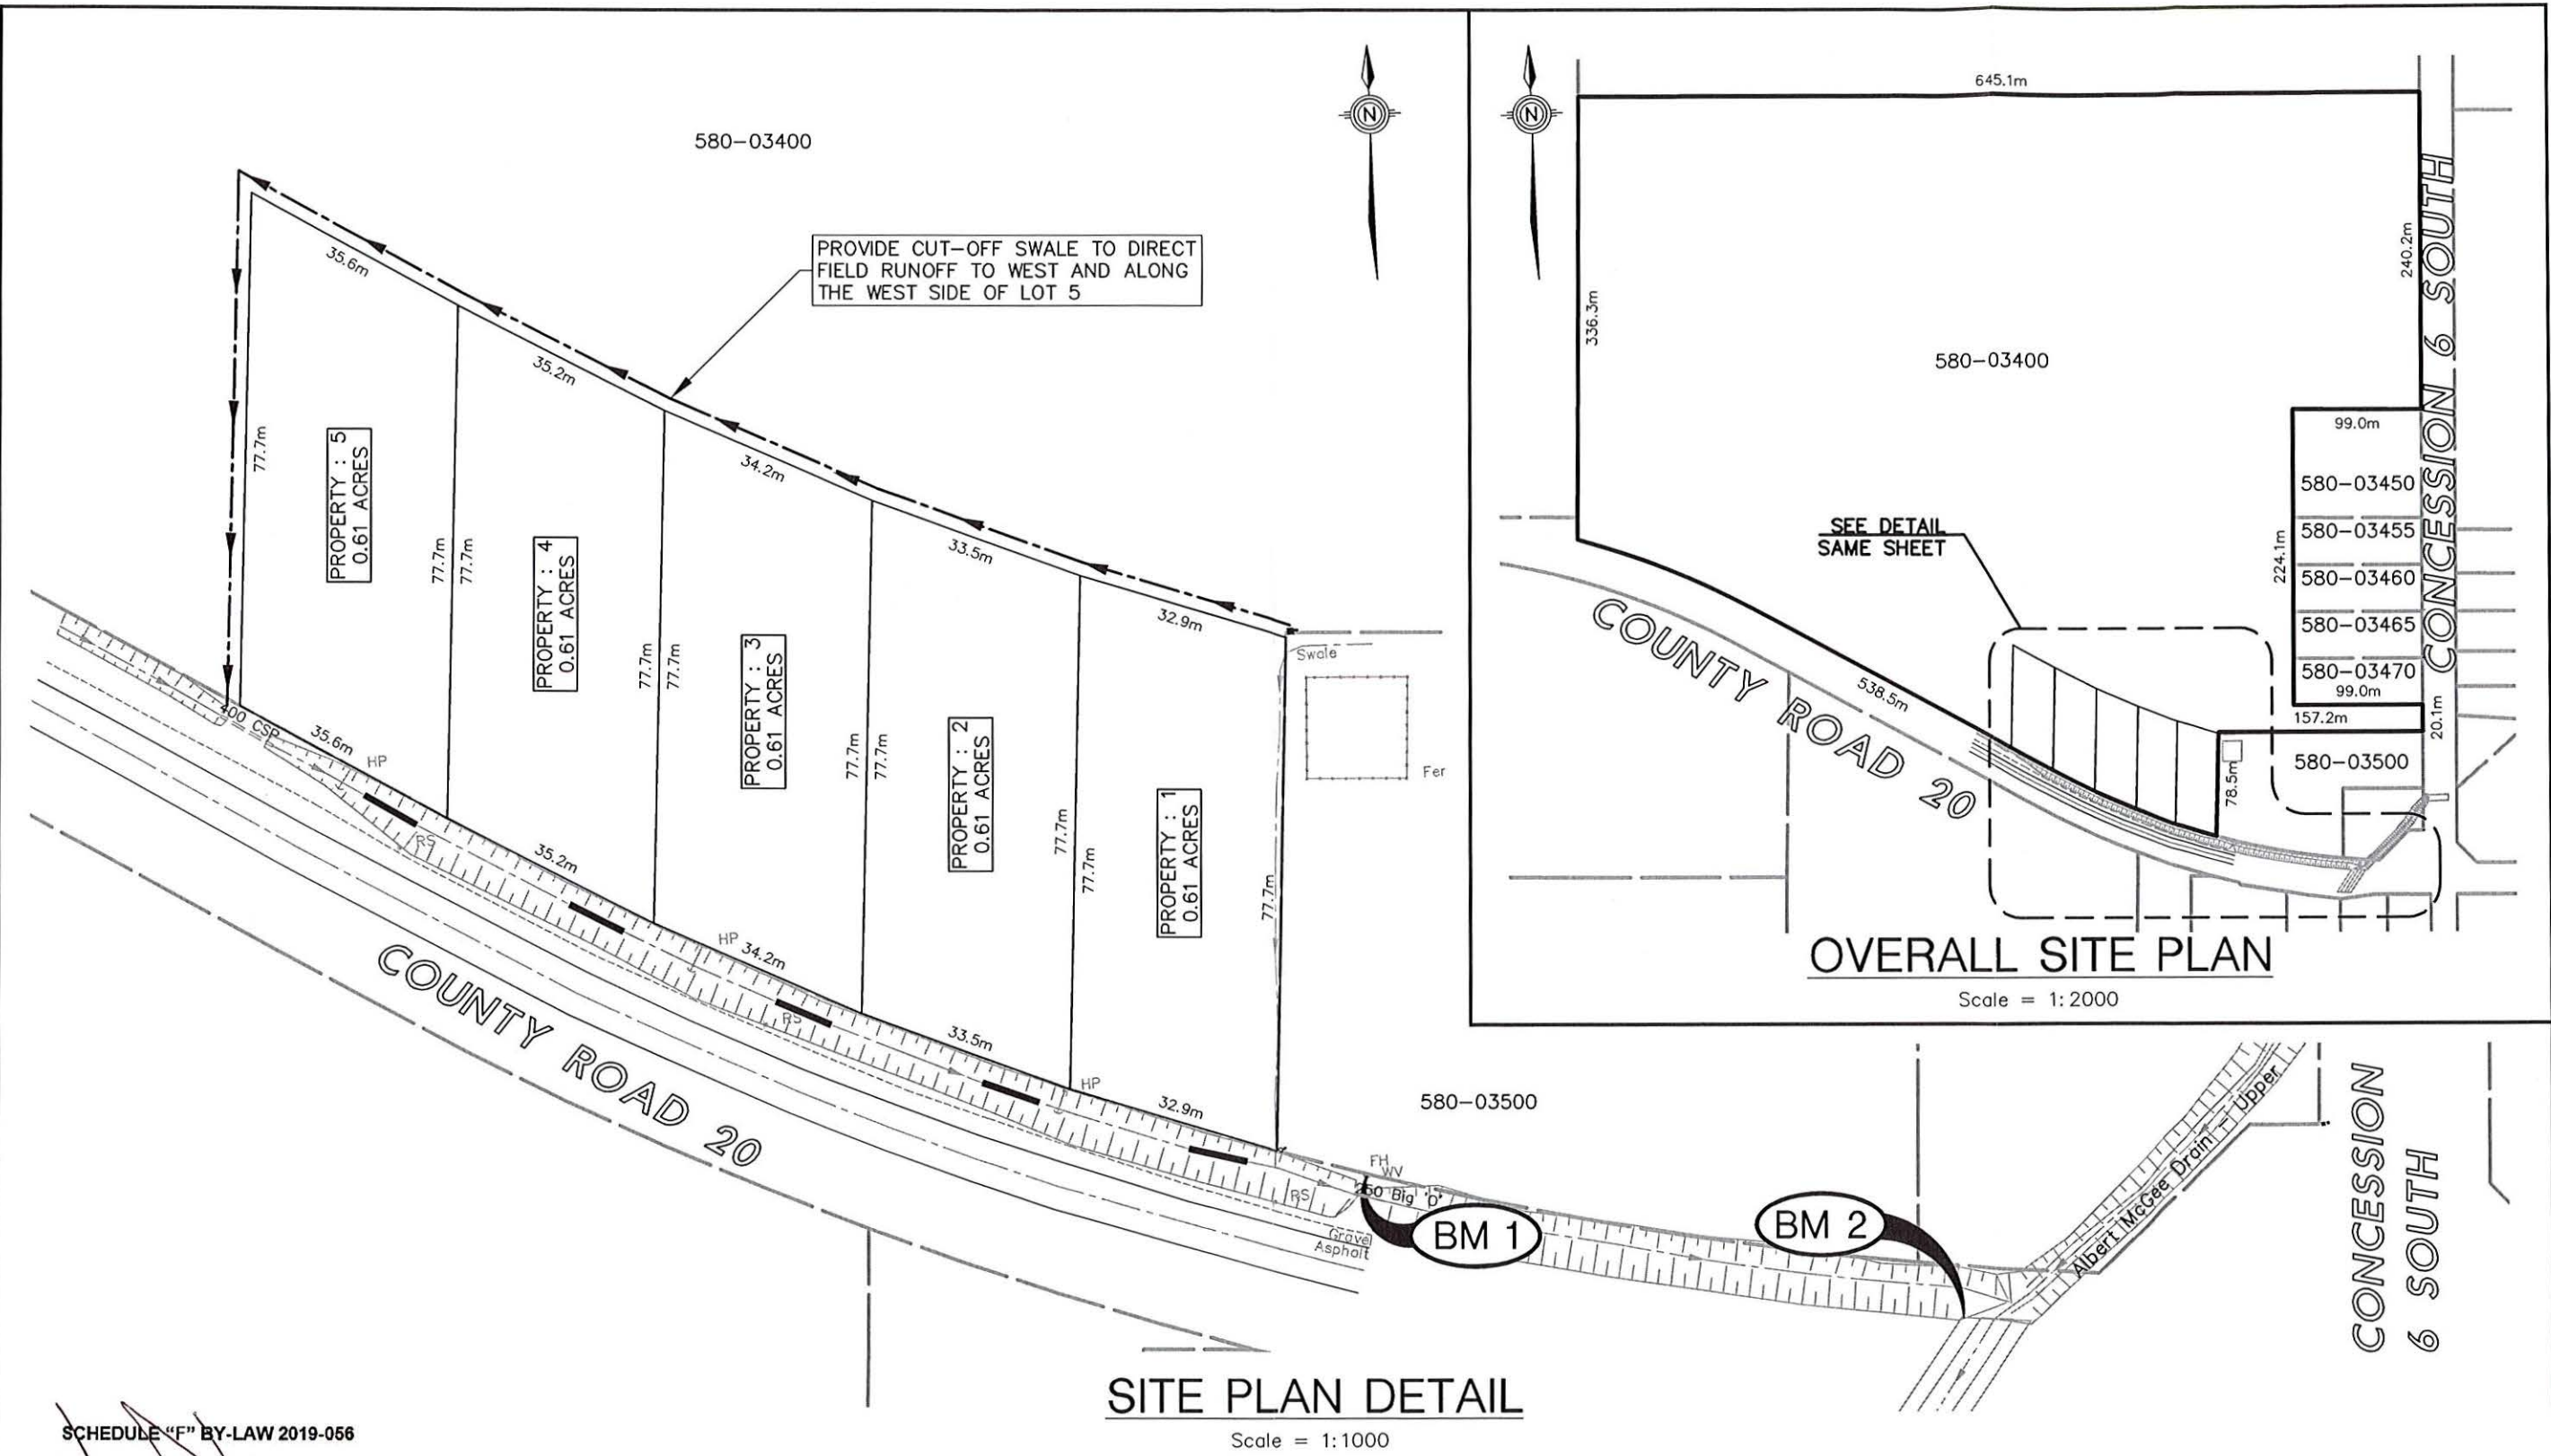 580-03400
N
PROVIDE CUT-OFF SWALE TO DIRECT
FIELD RUNOFF TO WEST AND ALONG
THE WEST SIDE OF LOT 5
35.6m
35.2m
34.2m
33.5m
32.9m
77.7m
PROPERTY : 5
0.61 ACRES
77.7m
77.7m
PROPERTY : 4
0.61 ACRES
77.7m
77.7m
PROPERTY : 3
0.61 ACRES
77.7m
77.7m
PROPERTY : 2
0.61 ACRES
77.7m
77.7m
PROPERTY : 1
0.61 ACRES
77.7m
Swale
Fer
400 CSP
35.6m
HP
RS
35.2m
HP
34.2m
RS
33.5m
HP
32.9m
RS
FH
WV
250 Big 'O'
Gravel
Asphalt
COUNTY ROAD 20
580-03500
BM 1
BM 2
Albert McGee Drain - Upper
CONCESSION
6 SOUTH
SITE PLAN DETAIL
Scale = 1:1000
N
645.1m
336.3m
240.2m
580-03400
99.0m
580-03450
580-03455
580-03460
580-03465
580-03470
99.0m
224.1m
157.2m
20.1m
580-03500
78.5m
538.5m
SEE DETAIL
SAME SHEET
COUNTY ROAD 20
CONCESSION 6 SOUTH
OVERALL SITE PLAN
Scale = 1:2000
SCHEDULE "F" BY-LAW 2019-056